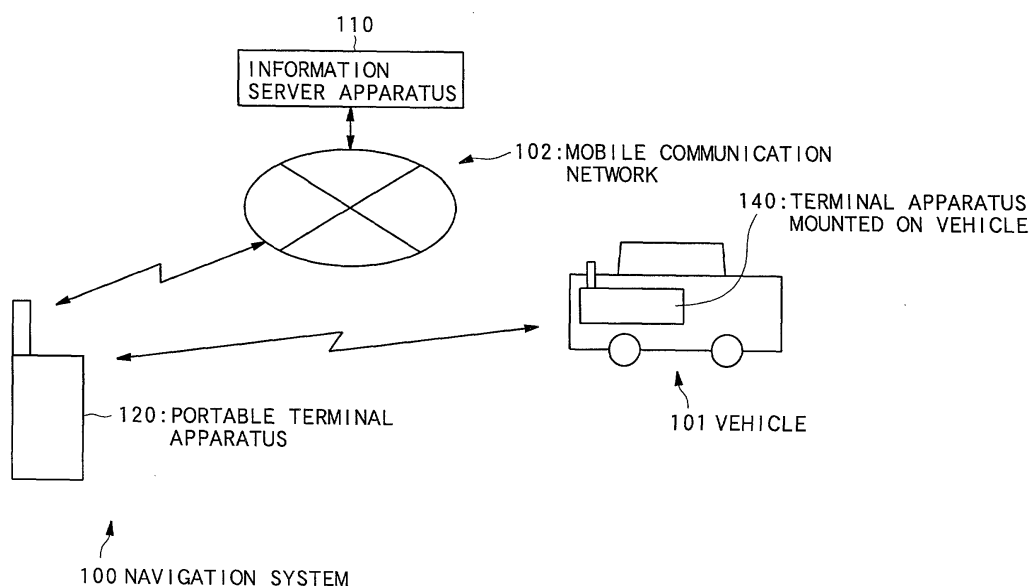 110
INFORMATION
SERVER APPARATUS
102:MOBILE COMMUNICATION
NETWORK
140:TERMINAL APPARATUS
MOUNTED ON VEHICLE
120:PORTABLE TERMINAL
APPARATUS
101 VEHICLE
100 NAVIGATION SYSTEM